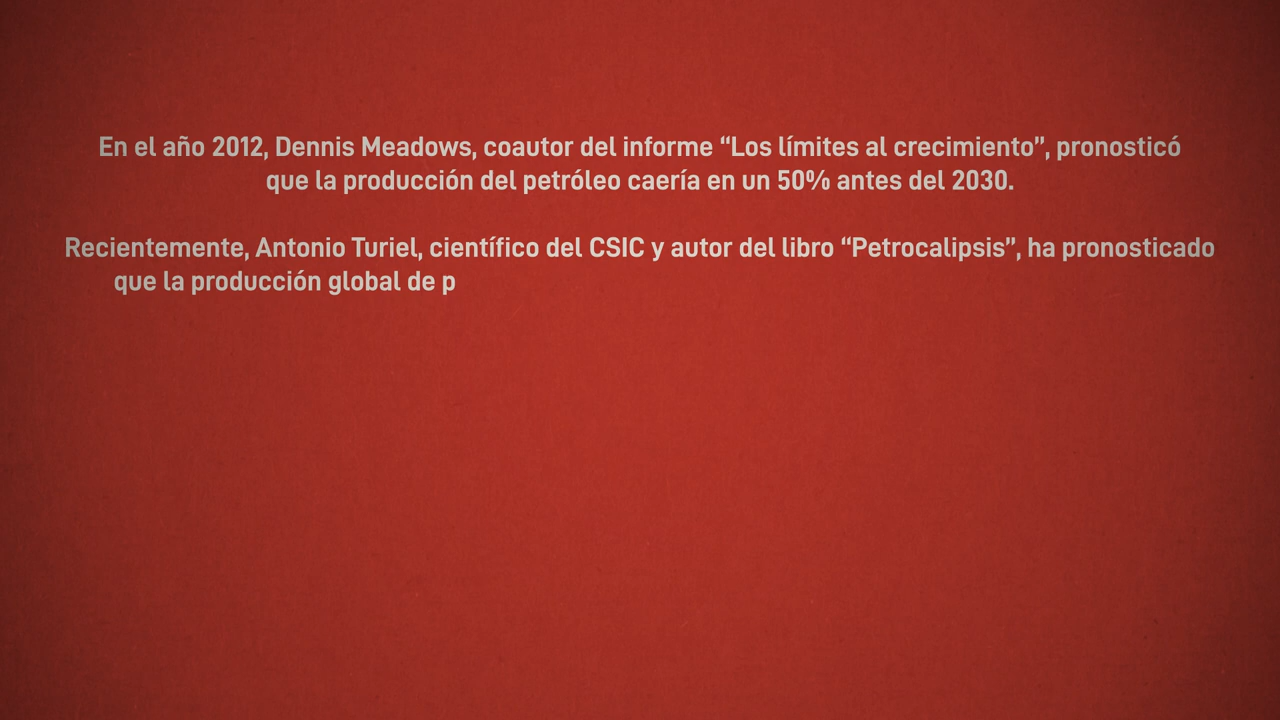 En el año 2012, Dennis Meadows, coautor del informe “Los límites al crecimiento”, pronosticó
que la producción del petróleo caería en un 50% antes del 2030.
Recientemente, Antonio Turiel, científico del CSIC y autor del libro “Petrocalipsis”, ha pronosticado
que la producción global de p